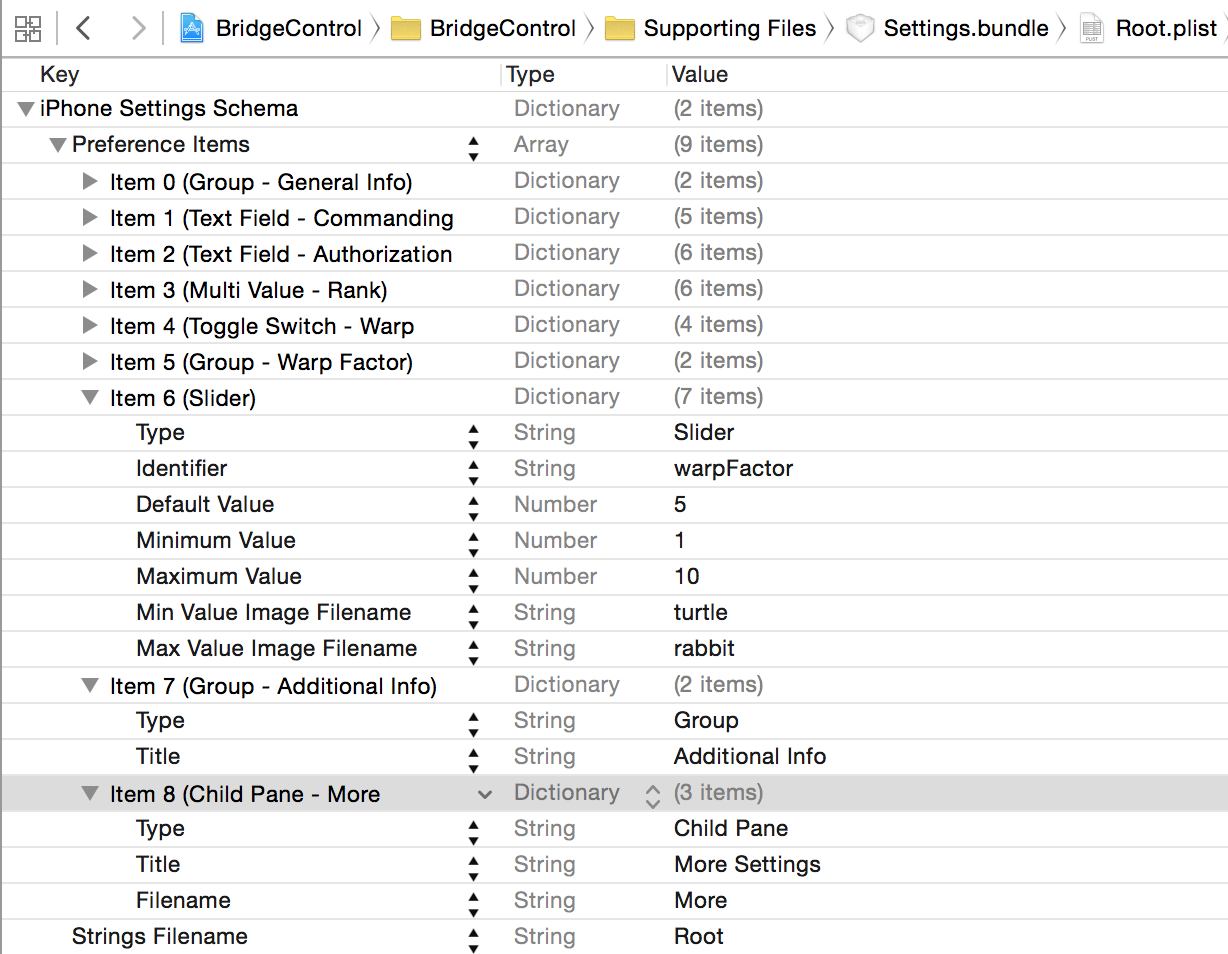 BridgeControl BridgeControl Supporting Files Settings.bundle Root.plist
Key Type Value
iPhone Settings Schema Dictionary (2 items)
Preference Items Array (9 items)
Item 0 (Group - General Info) Dictionary (2 items)
Item 1 (Text Field - Commanding Dictionary (5 items)
Item 2 (Text Field - Authorization Dictionary (6 items)
Item 3 (Multi Value - Rank) Dictionary (6 items)
Item 4 (Toggle Switch - Warp Dictionary (4 items)
Item 5 (Group - Warp Factor) Dictionary (2 items)
Item 6 (Slider) Dictionary (7 items)
Type String Slider
Identifier String warpFactor
Default Value Number 5
Minimum Value Number 1
Maximum Value Number 10
Min Value Image Filename String turtle
Max Value Image Filename String rabbit
Item 7 (Group - Additional Info) Dictionary (2 items)
Type String Group
Title String Additional Info
Item 8 (Child Pane - More Dictionary (3 items)
Type String Child Pane
Title String More Settings
Filename String More
Strings Filename String Root